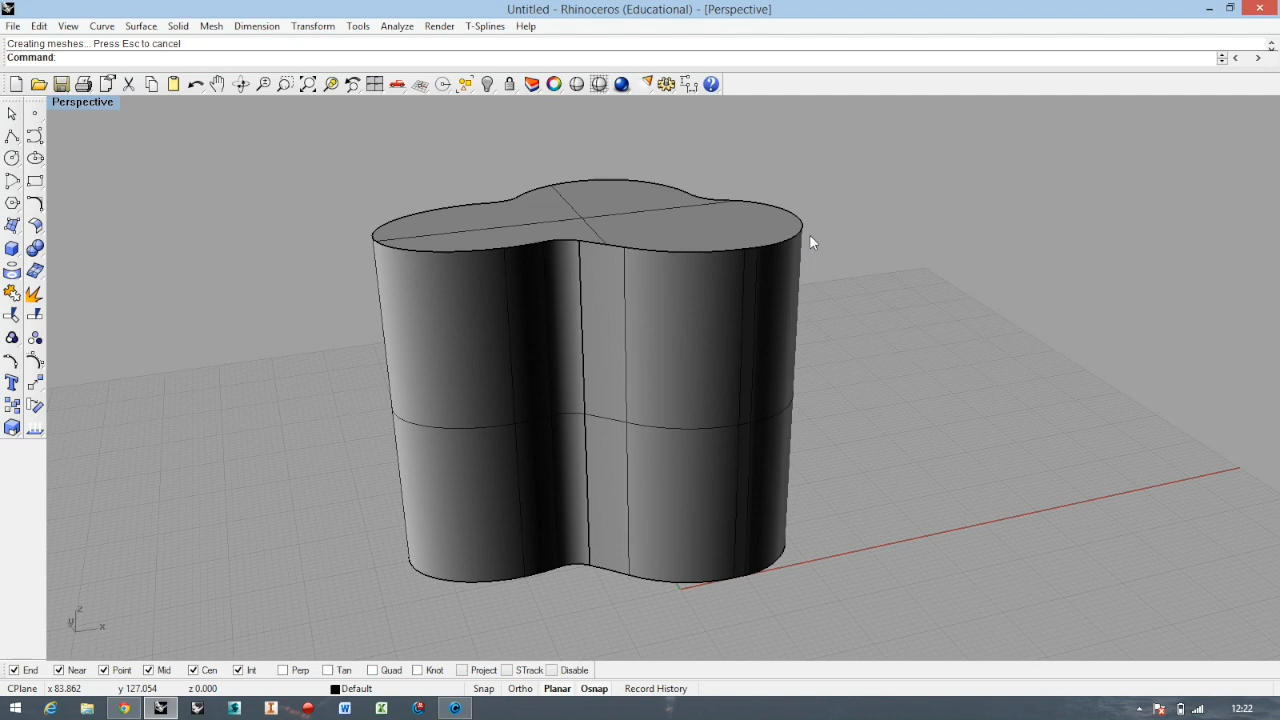 Untitled - Rhinoceros (Educational) - [Perspective]
File Edit View Curve Surface Solid Mesh Dimension Transform Tools Analyze Render T-Splines Help
Creating meshes... Press Esc to cancel
Command:
Perspective
z
y
x
End Near Point Mid Cen Int Perp Tan Quad Knot Project STrack Disable
CPlane x 83.862 y 127.054 z 0.000 Default Snap Ortho Planar Osnap Record History
12:22